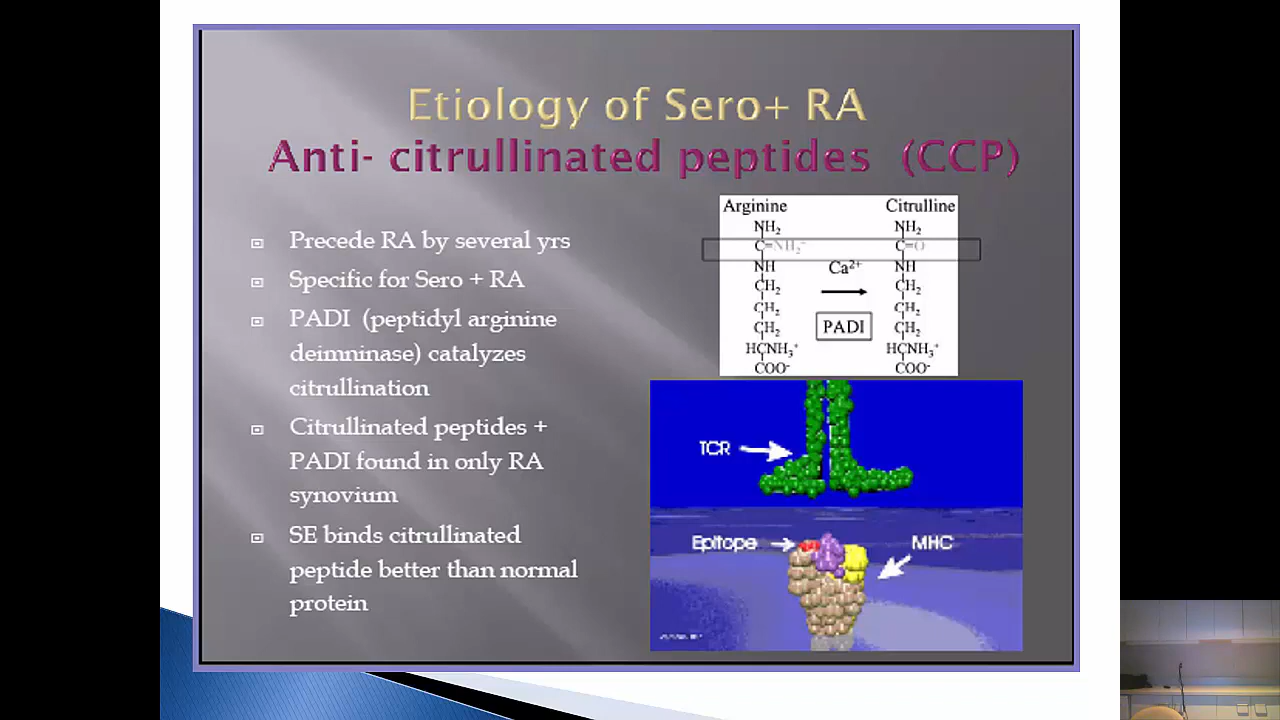 Etiology of Sero+ RA
Anti- citrullinated peptides (CCP)
Precede RA by several yrs
Specific for Sero + RA
PADI (peptidyl arginine
deimninase) catalyzes
citrullination
Citrullinated peptides +
PADI found in only RA
synovium
SE binds citrullinated
peptide better than normal
protein
Arginine
NH₂
C=NH₂⁺
NH
CH₂
CH₂
CH₂
HCNH₃⁺
COO⁻
Ca²⁺
PADI
Citrulline
NH₂
C=O
NH
CH₂
CH₂
CH₂
HCNH₃⁺
COO⁻
TCR
Epitope
MHC